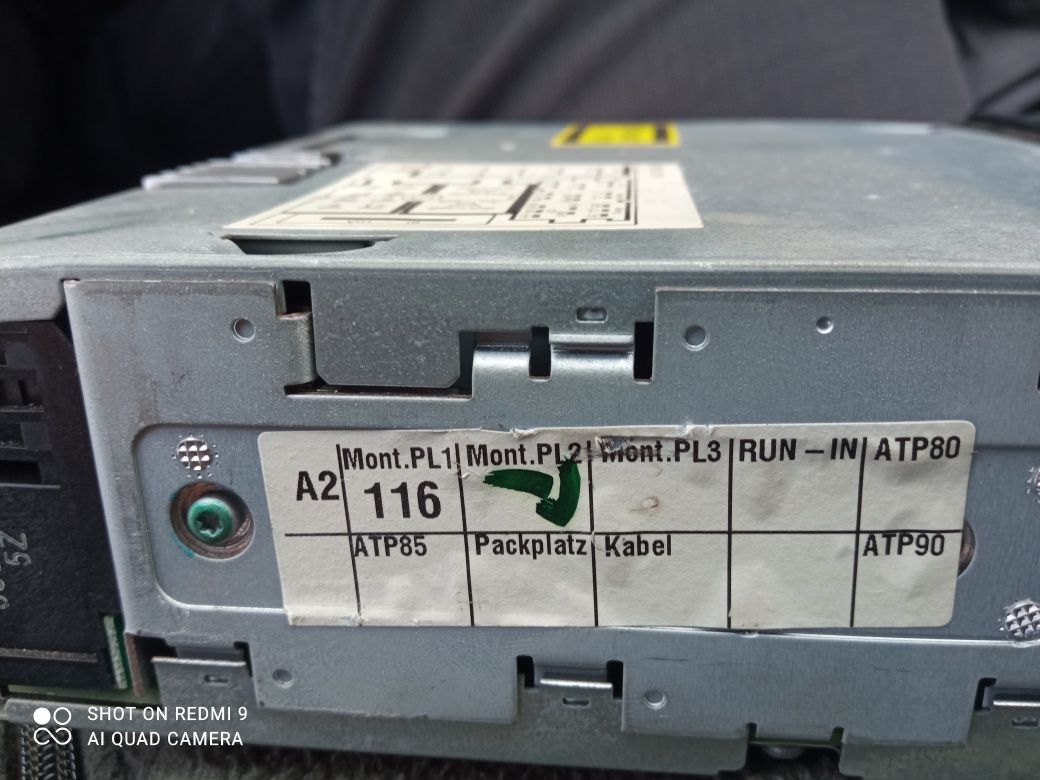 Mont.PL1 Mont.PL2 Mont.PL3 RUN – IN ATP80
A2 116
ATP85 Packplatz Kabel ATP90
SHOT ON REDMI 9
AI QUAD CAMERA